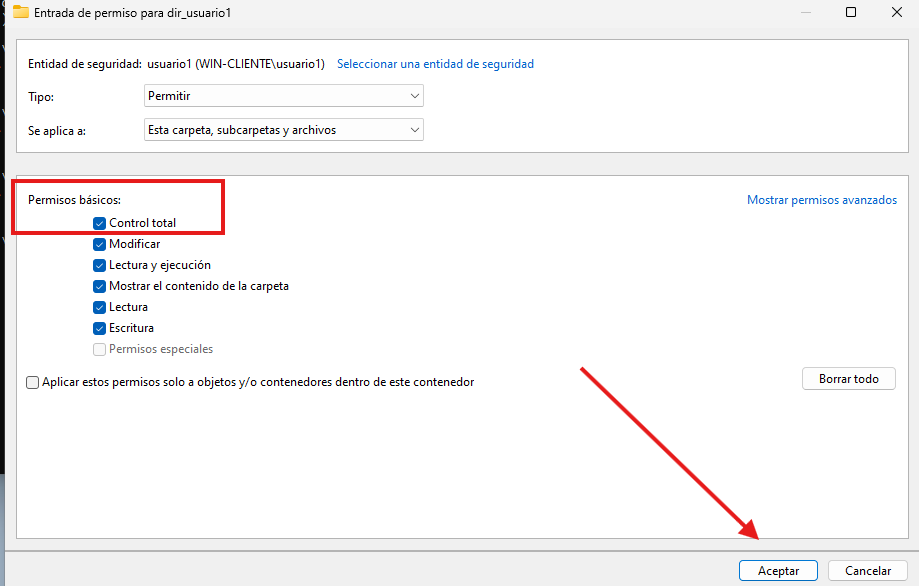 Entrada de permiso para dir_usuario1
Entidad de seguridad: usuario1 (WIN-CLIENTE\usuario1) Seleccionar una entidad de seguridad
Tipo: Permitir
Se aplica a: Esta carpeta, subcarpetas y archivos
Permisos básicos: Mostrar permisos avanzados
Control total
Modificar
Lectura y ejecución
Mostrar el contenido de la carpeta
Lectura
Escritura
Permisos especiales
Aplicar estos permisos solo a objetos y/o contenedores dentro de este contenedor Borrar todo
Aceptar Cancelar